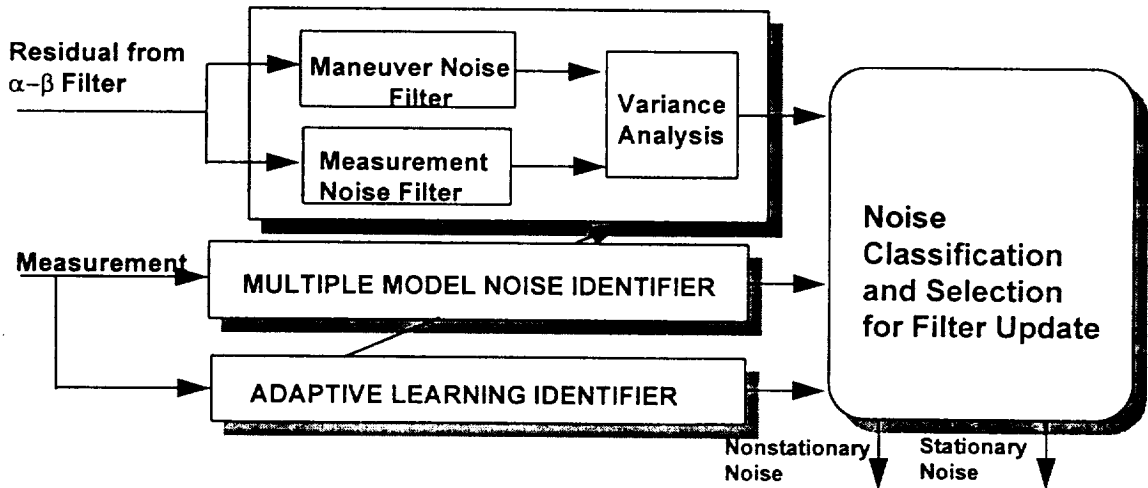 Residual from
α–β Filter
Maneuver Noise
Filter
Measurement
Noise Filter
Variance
Analysis
Measurement
MULTIPLE MODEL NOISE IDENTIFIER
ADAPTIVE LEARNING IDENTIFIER
Noise
Classification
and Selection
for Filter Update
Nonstationary
Noise
Stationary
Noise